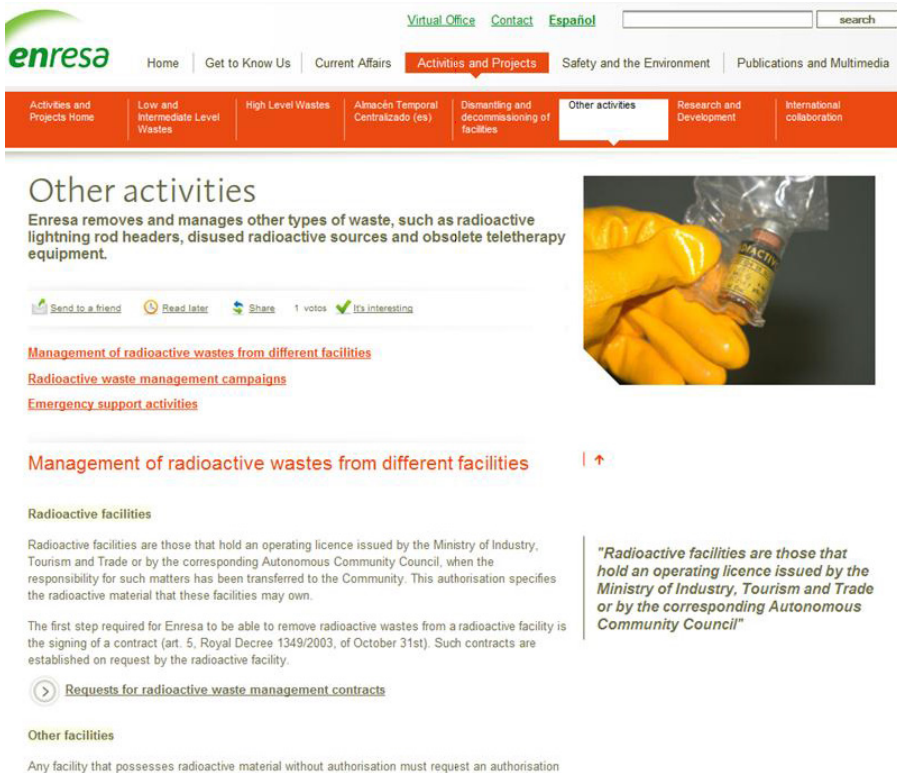 Virtual Office Contact Español search
enresa
Home Get to Know Us Current Affairs Activities and Projects Safety and the Environment Publications and Multimedia
Activities and Projects Home
Low and Intermediate Level Wastes
High Level Wastes
Almacén Temporal Centralizado (es)
Dismantling and decommissioning of facilities
Other activities
Research and Development
International collaboration
Other activities
Enresa removes and manages other types of waste, such as radioactive
lightning rod headers, disused radioactive sources and obsolete teletherapy
equipment.
Send to a friend Read later Share 1 votos It's interesting
Management of radioactive wastes from different facilities
Radioactive waste management campaigns
Emergency support activities
Management of radioactive wastes from different facilities
Radioactive facilities
Radioactive facilities are those that hold an operating licence issued by the Ministry of Industry,
Tourism and Trade or by the corresponding Autonomous Community Council, when the
responsibility for such matters has been transferred to the Community. This authorisation specifies
the radioactive material that these facilities may own.
The first step required for Enresa to be able to remove radioactive wastes from a radioactive facility is
the signing of a contract (art. 5, Royal Decree 1349/2003, of October 31st). Such contracts are
established on request by the radioactive facility.
Requests for radioactive waste management contracts
Other facilities
Any facility that possesses radioactive material without authorisation must request an authorisation
"Radioactive facilities are those that
hold an operating licence issued by the
Ministry of Industry, Tourism and Trade
or by the corresponding Autonomous
Community Council"